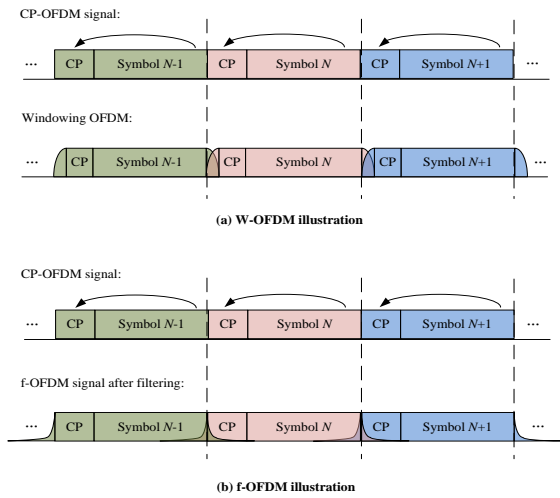 CP-OFDM signal:
... CP Symbol N-1 CP Symbol N CP Symbol N+1 ...
Windowing OFDM:
... CP Symbol N-1 CP Symbol N CP Symbol N+1 ...
(a) W-OFDM illustration
CP-OFDM signal:
... CP Symbol N-1 CP Symbol N CP Symbol N+1 ...
f-OFDM signal after filtering:
... CP Symbol N-1 CP Symbol N CP Symbol N+1 ...
(b) f-OFDM illustration